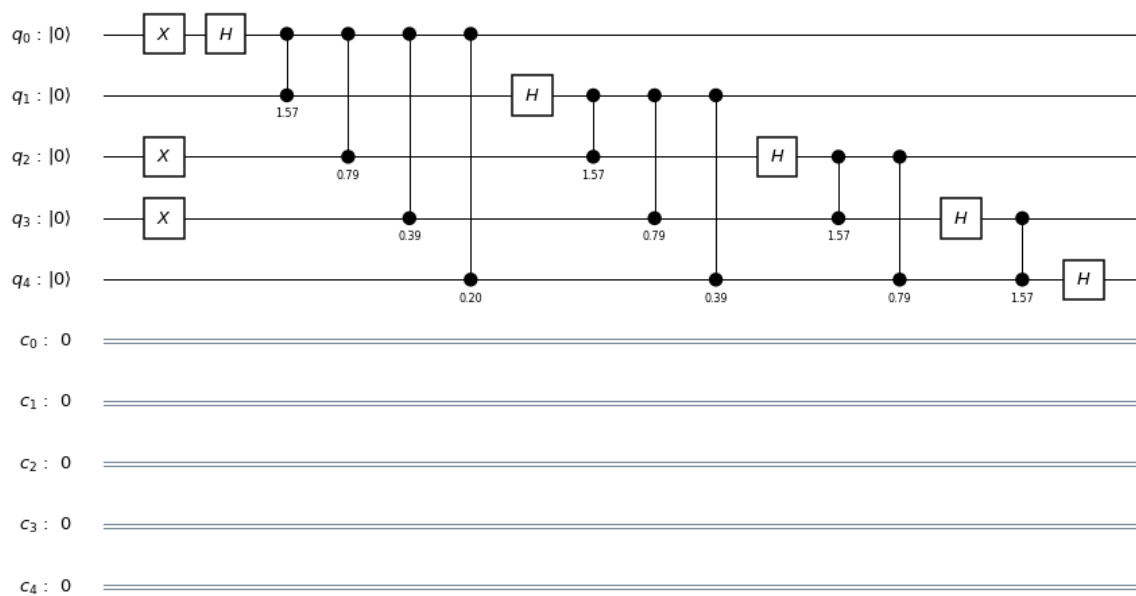 q₀ : |0⟩ X H
q₁ : |0⟩ H
1.57
q₂ : |0⟩ X H
0.79 1.57
q₃ : |0⟩ X H
0.39 0.79 1.57
q₄ : |0⟩ H
0.20 0.39 0.79 1.57
c₀ : 0
c₁ : 0
c₂ : 0
c₃ : 0
c₄ : 0